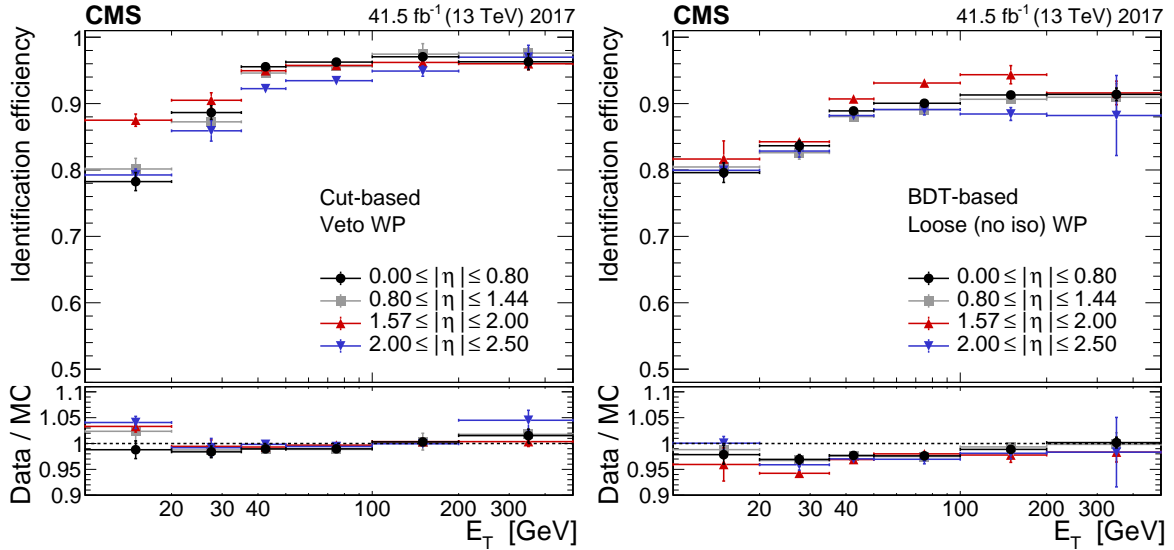 CMS 41.5 fb⁻¹ (13 TeV) 2017
Identification efficiency
1
0.9
0.8
0.7
0.6
0.5
Cut-based
Veto WP
0.00 ≤ |η| ≤ 0.80
0.80 ≤ |η| ≤ 1.44
1.57 ≤ |η| ≤ 2.00
2.00 ≤ |η| ≤ 2.50
Data / MC
1.1
1.05
1
0.95
0.9
20 30 40 100 200 300
E_T [GeV]
CMS 41.5 fb⁻¹ (13 TeV) 2017
Identification efficiency
1
0.9
0.8
0.7
0.6
0.5
BDT-based
Loose (no iso) WP
0.00 ≤ |η| ≤ 0.80
0.80 ≤ |η| ≤ 1.44
1.57 ≤ |η| ≤ 2.00
2.00 ≤ |η| ≤ 2.50
Data / MC
1.1
1.05
1
0.95
0.9
20 30 40 100 200 300
E_T [GeV]